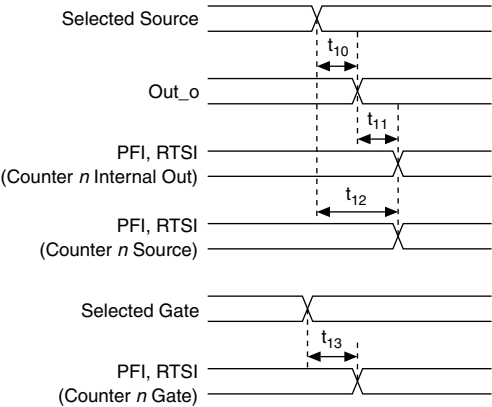 Selected Source
t10
Out_o
t11
PFI, RTSI
(Counter n Internal Out)
t12
PFI, RTSI
(Counter n Source)
Selected Gate
t13
PFI, RTSI
(Counter n Gate)